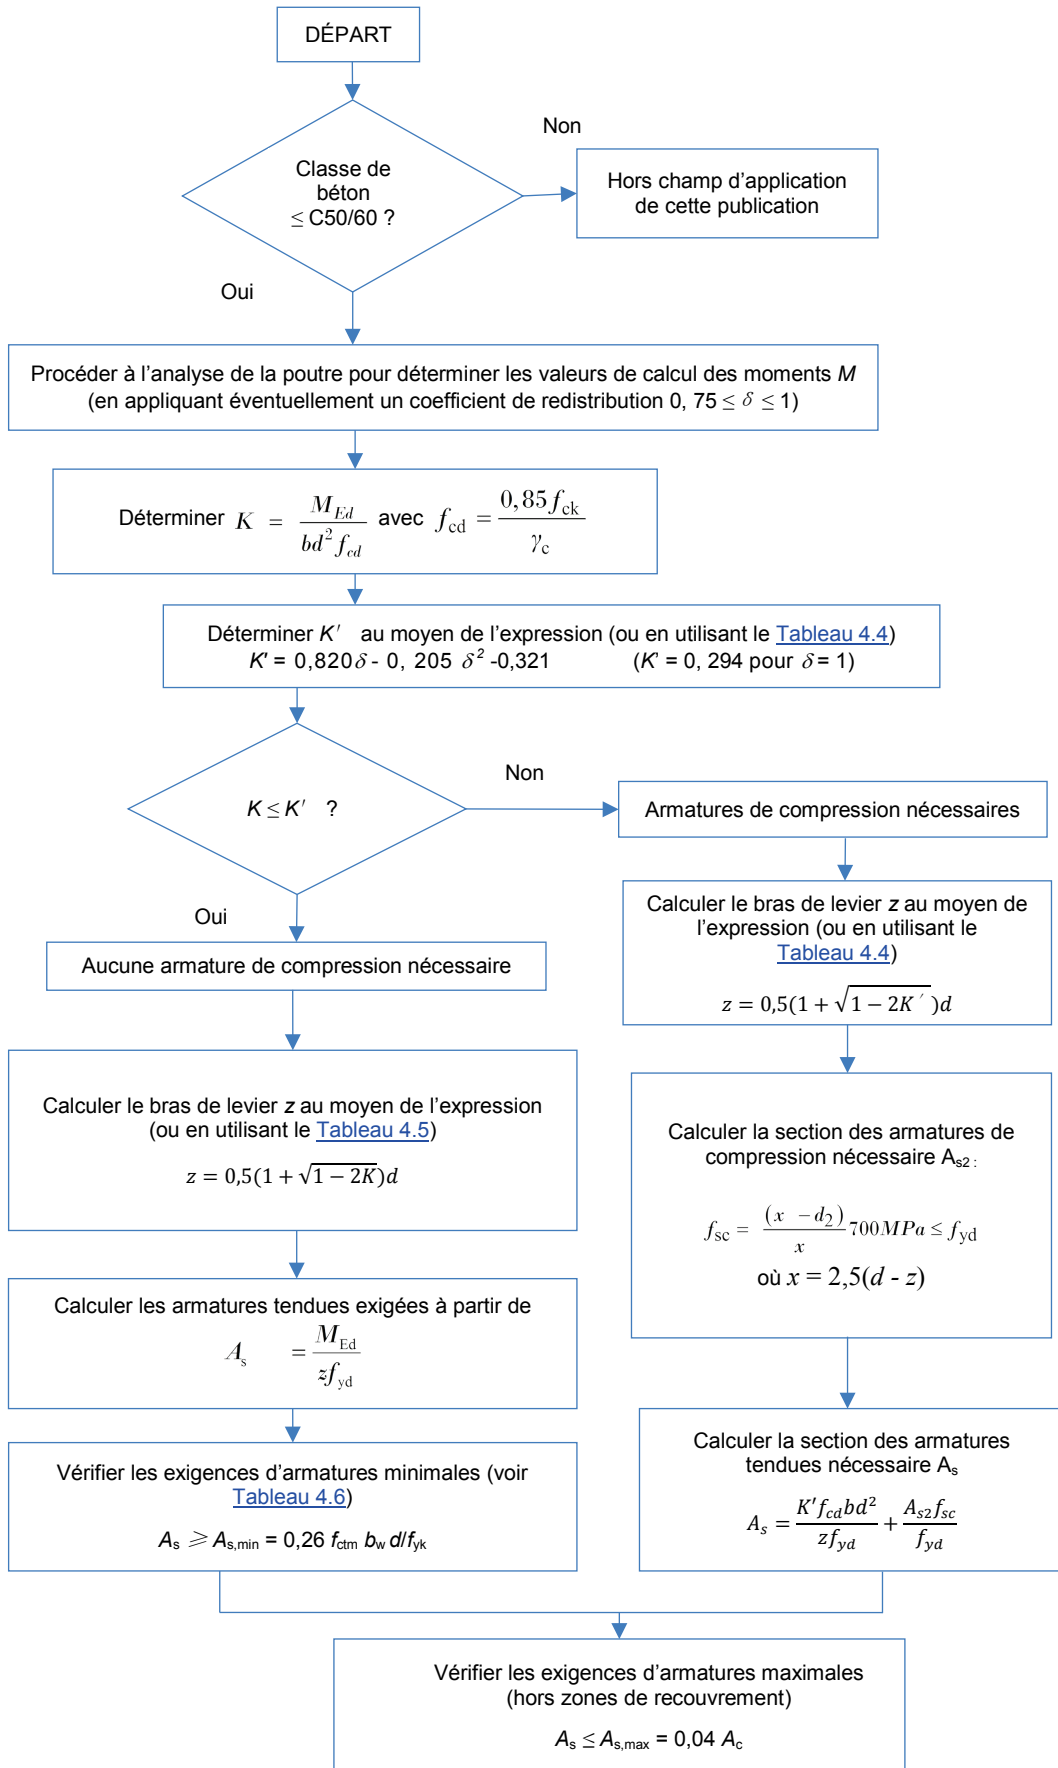 DÉPART
Classe de
béton
≤ C50/60 ?
Non
Hors champ d’application
de cette publication
Oui
Procéder à l’analyse de la poutre pour déterminer les valeurs de calcul des moments M
(en appliquant éventuellement un coefficient de redistribution 0, 75 ≤ δ ≤ 1)
Déterminer K = M_Ed / bd² f_cd avec f_cd = 0,85 f_ck / γ_c
Déterminer K′ au moyen de l’expression (ou en utilisant le Tableau 4.4)
K' = 0,820δ - 0, 205 δ² -0,321 (K' = 0, 294 pour δ = 1)
K ≤ K′ ?
Non
Armatures de compression nécessaires
Oui
Aucune armature de compression nécessaire
Calculer le bras de levier z au moyen de l’expression
(ou en utilisant le Tableau 4.5)
z = 0,5(1 + √(1 − 2K))d
Calculer les armatures tendues exigées à partir de
A_s = M_Ed / z f_yd
Vérifier les exigences d’armatures minimales (voir
Tableau 4.6)
A_s ⩾ A_s,min = 0,26 f_ctm b_w d/f_yk
Calculer le bras de levier z au moyen de
l’expression (ou en utilisant le
Tableau 4.4)
z = 0,5(1 + √(1 − 2K′))d
Calculer la section des armatures de
compression nécessaire A_s2 :
f_sc = (x - d_2) / x 700MPa ≤ f_yd
où x = 2,5(d - z)
Calculer la section des armatures
tendues nécessaire A_s
A_s = K′f_cd bd² / z f_yd + A_s2 f_sc / f_yd
Vérifier les exigences d’armatures maximales
(hors zones de recouvrement)
A_s ≤ A_s,max = 0,04 A_c